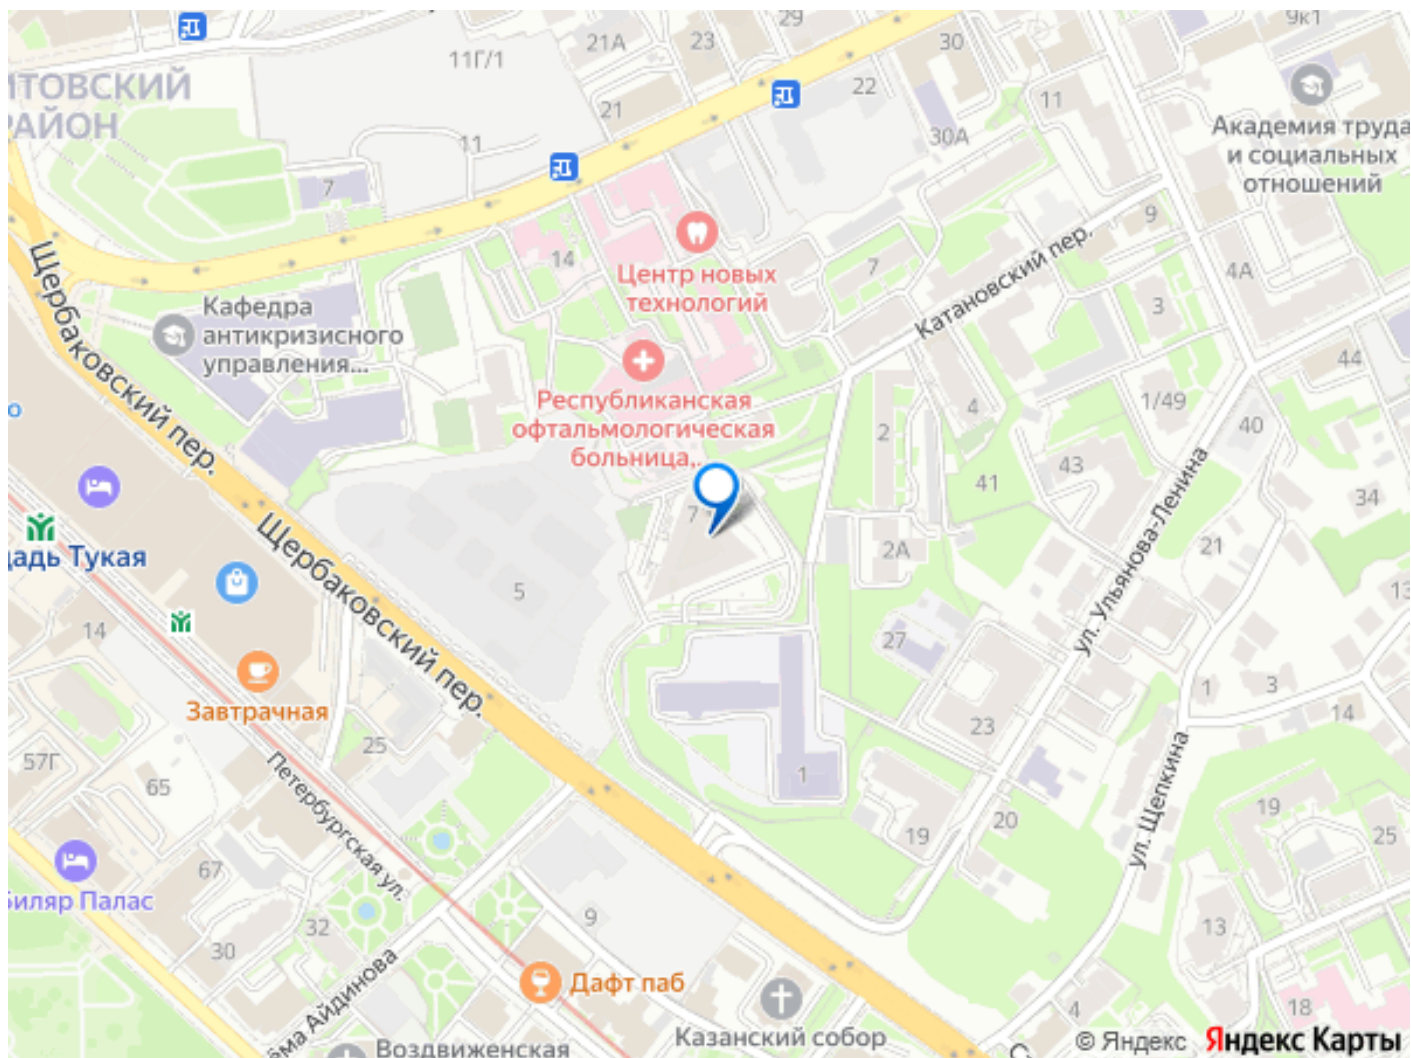 29
9к1
21А
23
30
11Г/1
22
ИТОВСКИЙ
РАЙОН
11
21
Академия труда
и социальных
отношений
11
30А
7
9
14
Центр новых
технологий
7
4А
Катановский пер.
3
Кафедра
антикризисного
управления...
Щербаковский пер.
44
Республиканская
офтальмологическая
больница,.
4
1/49
2
40
43
41
34
7
Щербаковский пер.
2А
21
адь Тукая
5
13
ул. Ульянова-Ленина
14
27
1
3
Завтрачная
14
23
57Г
25
65
1
Петербургская ул.
ул. Щепкина
19
20
19
25
67
биляр Палас
32
9
13
30
Дафт паб
ёма Айдинова
18
4
Казанский собор
Воздвиженская
© Яндекс Яндекс Карты